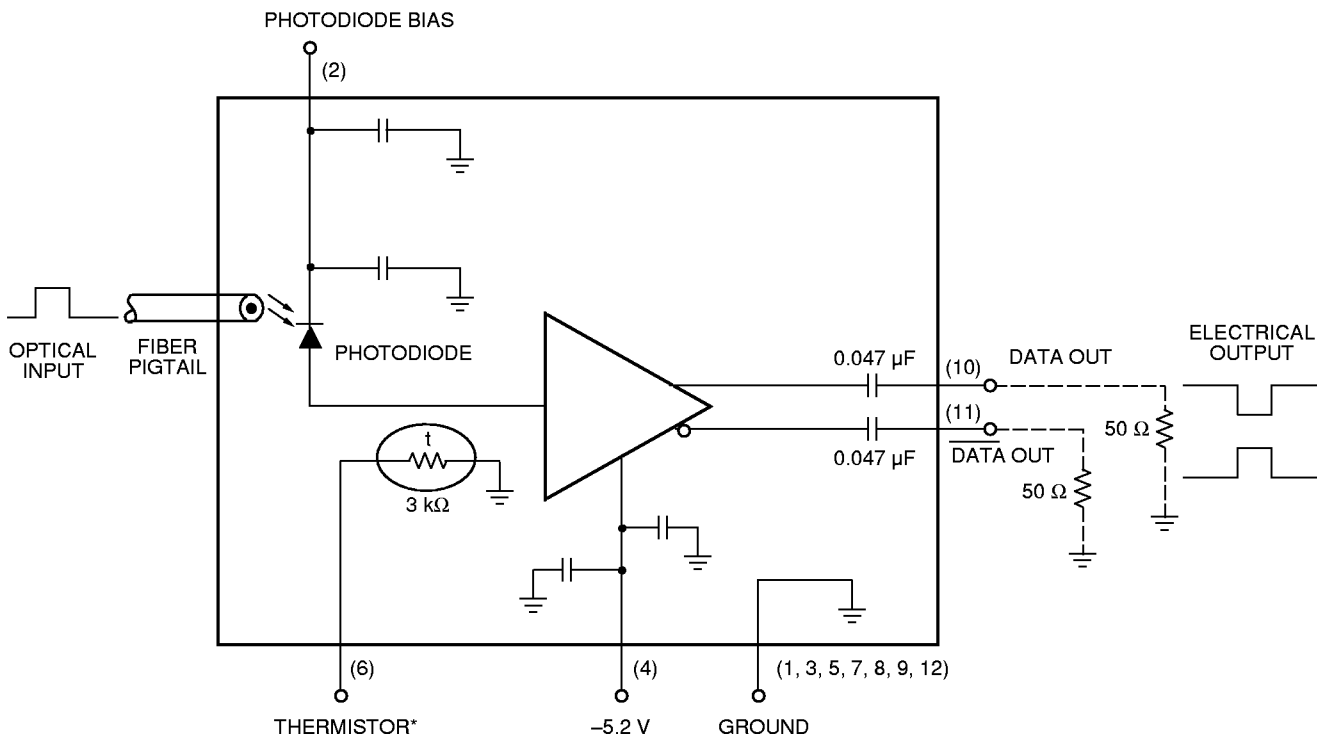 PHOTODIODE BIAS
(2)
OPTICAL
INPUT
FIBER
PIGTAIL
PHOTODIODE
t
3 kΩ
0.047 µF
(10)
DATA OUT
(11)
0.047 µF
DATA OUT
50 Ω
50 Ω
ELECTRICAL
OUTPUT
(6)
(4)
(1, 3, 5, 7, 8, 9, 12)
THERMISTOR*
–5.2 V
GROUND